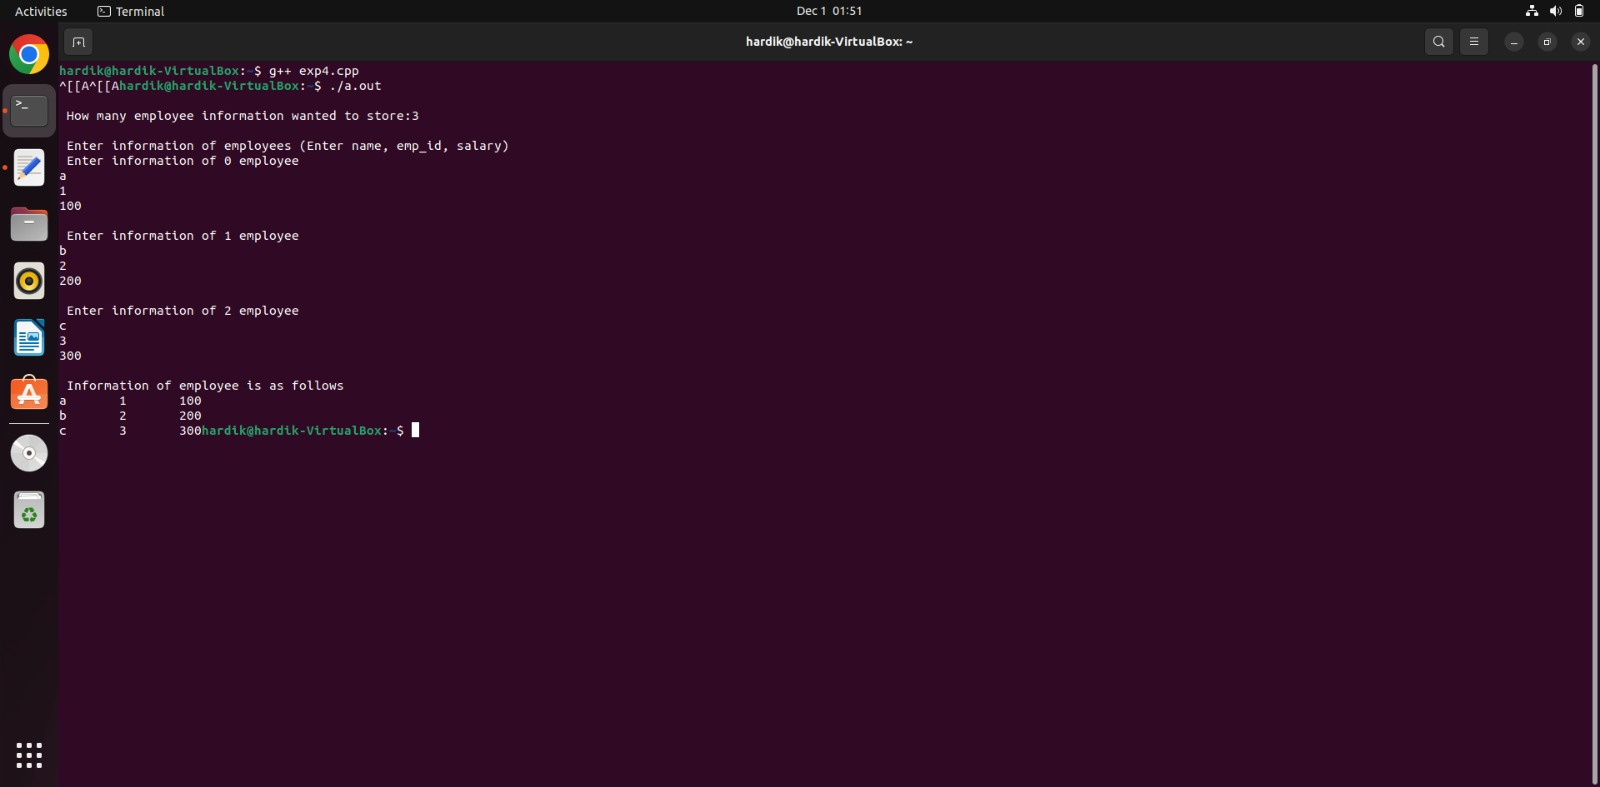 Activities Terminal Dec 1 01:51
hardik@hardik-VirtualBox: ~
hardik@hardik-VirtualBox:~$ g++ exp4.cpp
^[[A^[[Ahardik@hardik-VirtualBox:~$ ./a.out
How many employee information wanted to store:3
Enter information of employees (Enter name, emp_id, salary)
Enter information of 0 employee
a
1
100
Enter information of 1 employee
b
2
200
Enter information of 2 employee
c
3
300
Information of employee is as follows
a 1 100
b 2 200
c 3 300hardik@hardik-VirtualBox:~$